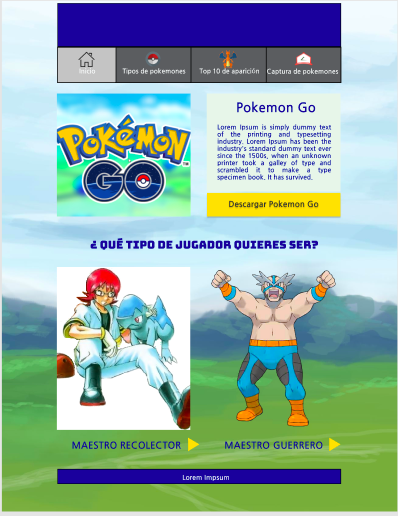 Inicio
Tipos de pokemones
Top 10 de aparición
Captura de pokemones
POKéMON
GO
™
Pokemon Go
Lorem Ipsum is simply dummy text
of the printing and typesetting
industry. Lorem Ipsum has been the
industry's standard dummy text ever
since the 1500s, when an unknown
printer took a galley of type and
scrambled it to make a type
specimen book. It has survived.
Descargar Pokemon Go
¿ QUÉ TIPO DE JUGADOR QUIERES SER?
MAESTRO RECOLECTOR
MAESTRO GUERRERO
Lorem Impsum